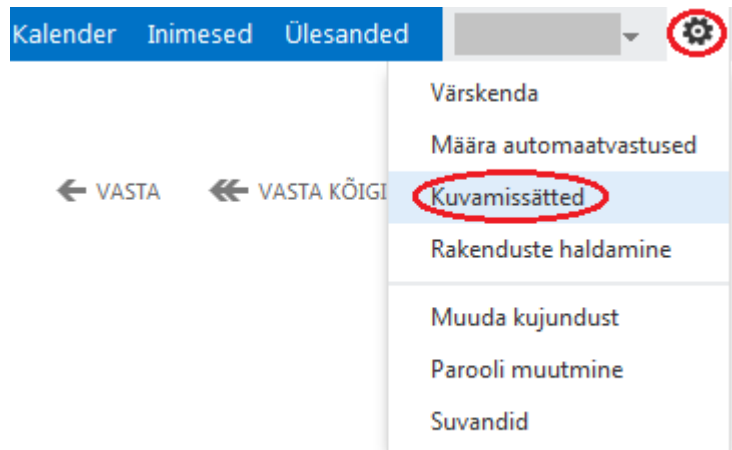 Kalender Inimesed Ülesanded
Värskenda
Määra automaatvastused
VASTA VASTA KÕIGI
Kuvamissätted
Rakenduste haldamine
Muuda kujundust
Parooli muutmine
Suvandid